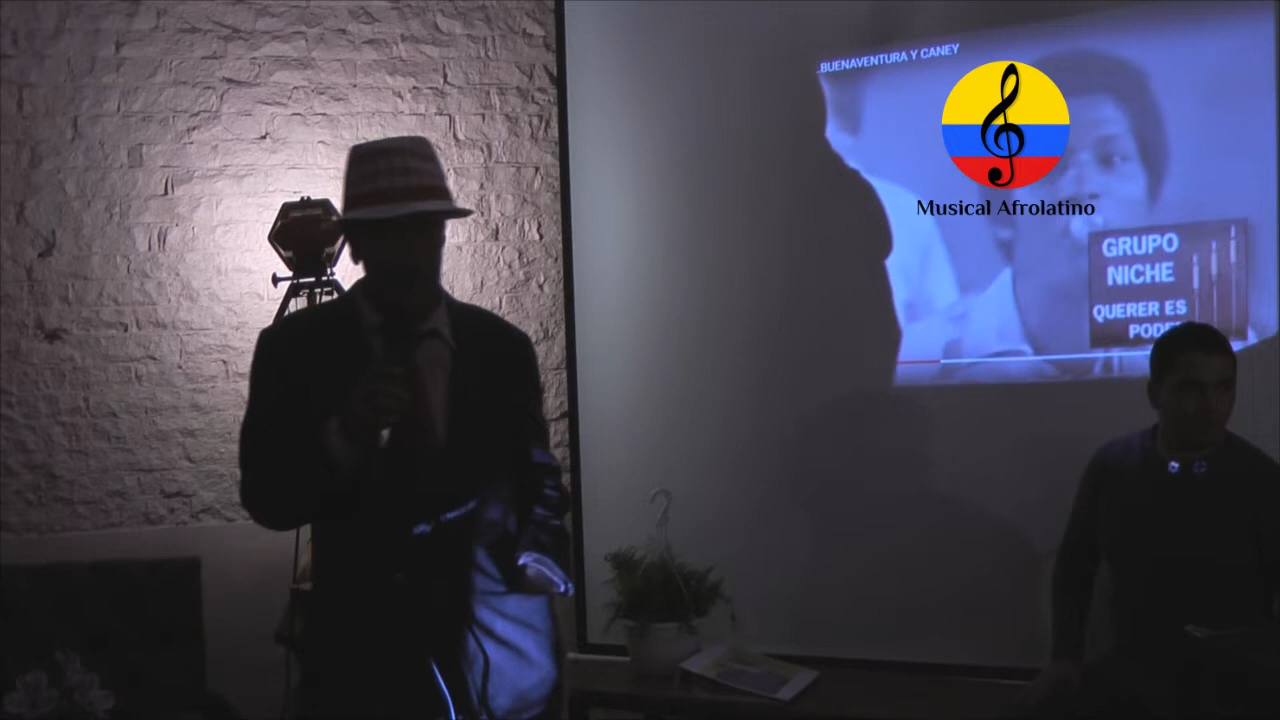 BUENAVENTURA Y CANEY
Musical Afrolatino
GRUPO
NICHE
QUERER ES